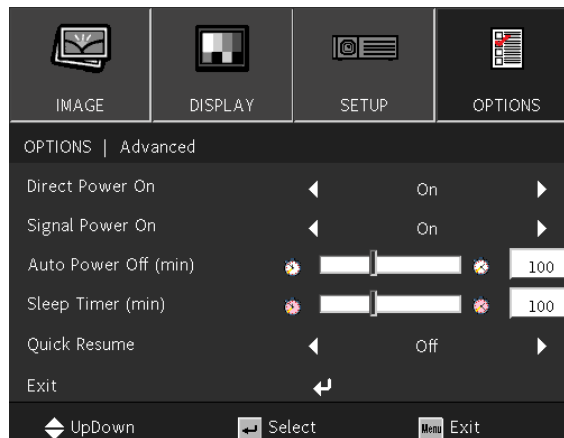 IMAGE DISPLAY SETUP OPTIONS
OPTIONS | Advanced
Direct Power On On
Signal Power On On
Auto Power Off (min) 100
Sleep Timer (min) 100
Quick Resume Off
Exit
UpDown Select Menu Exit